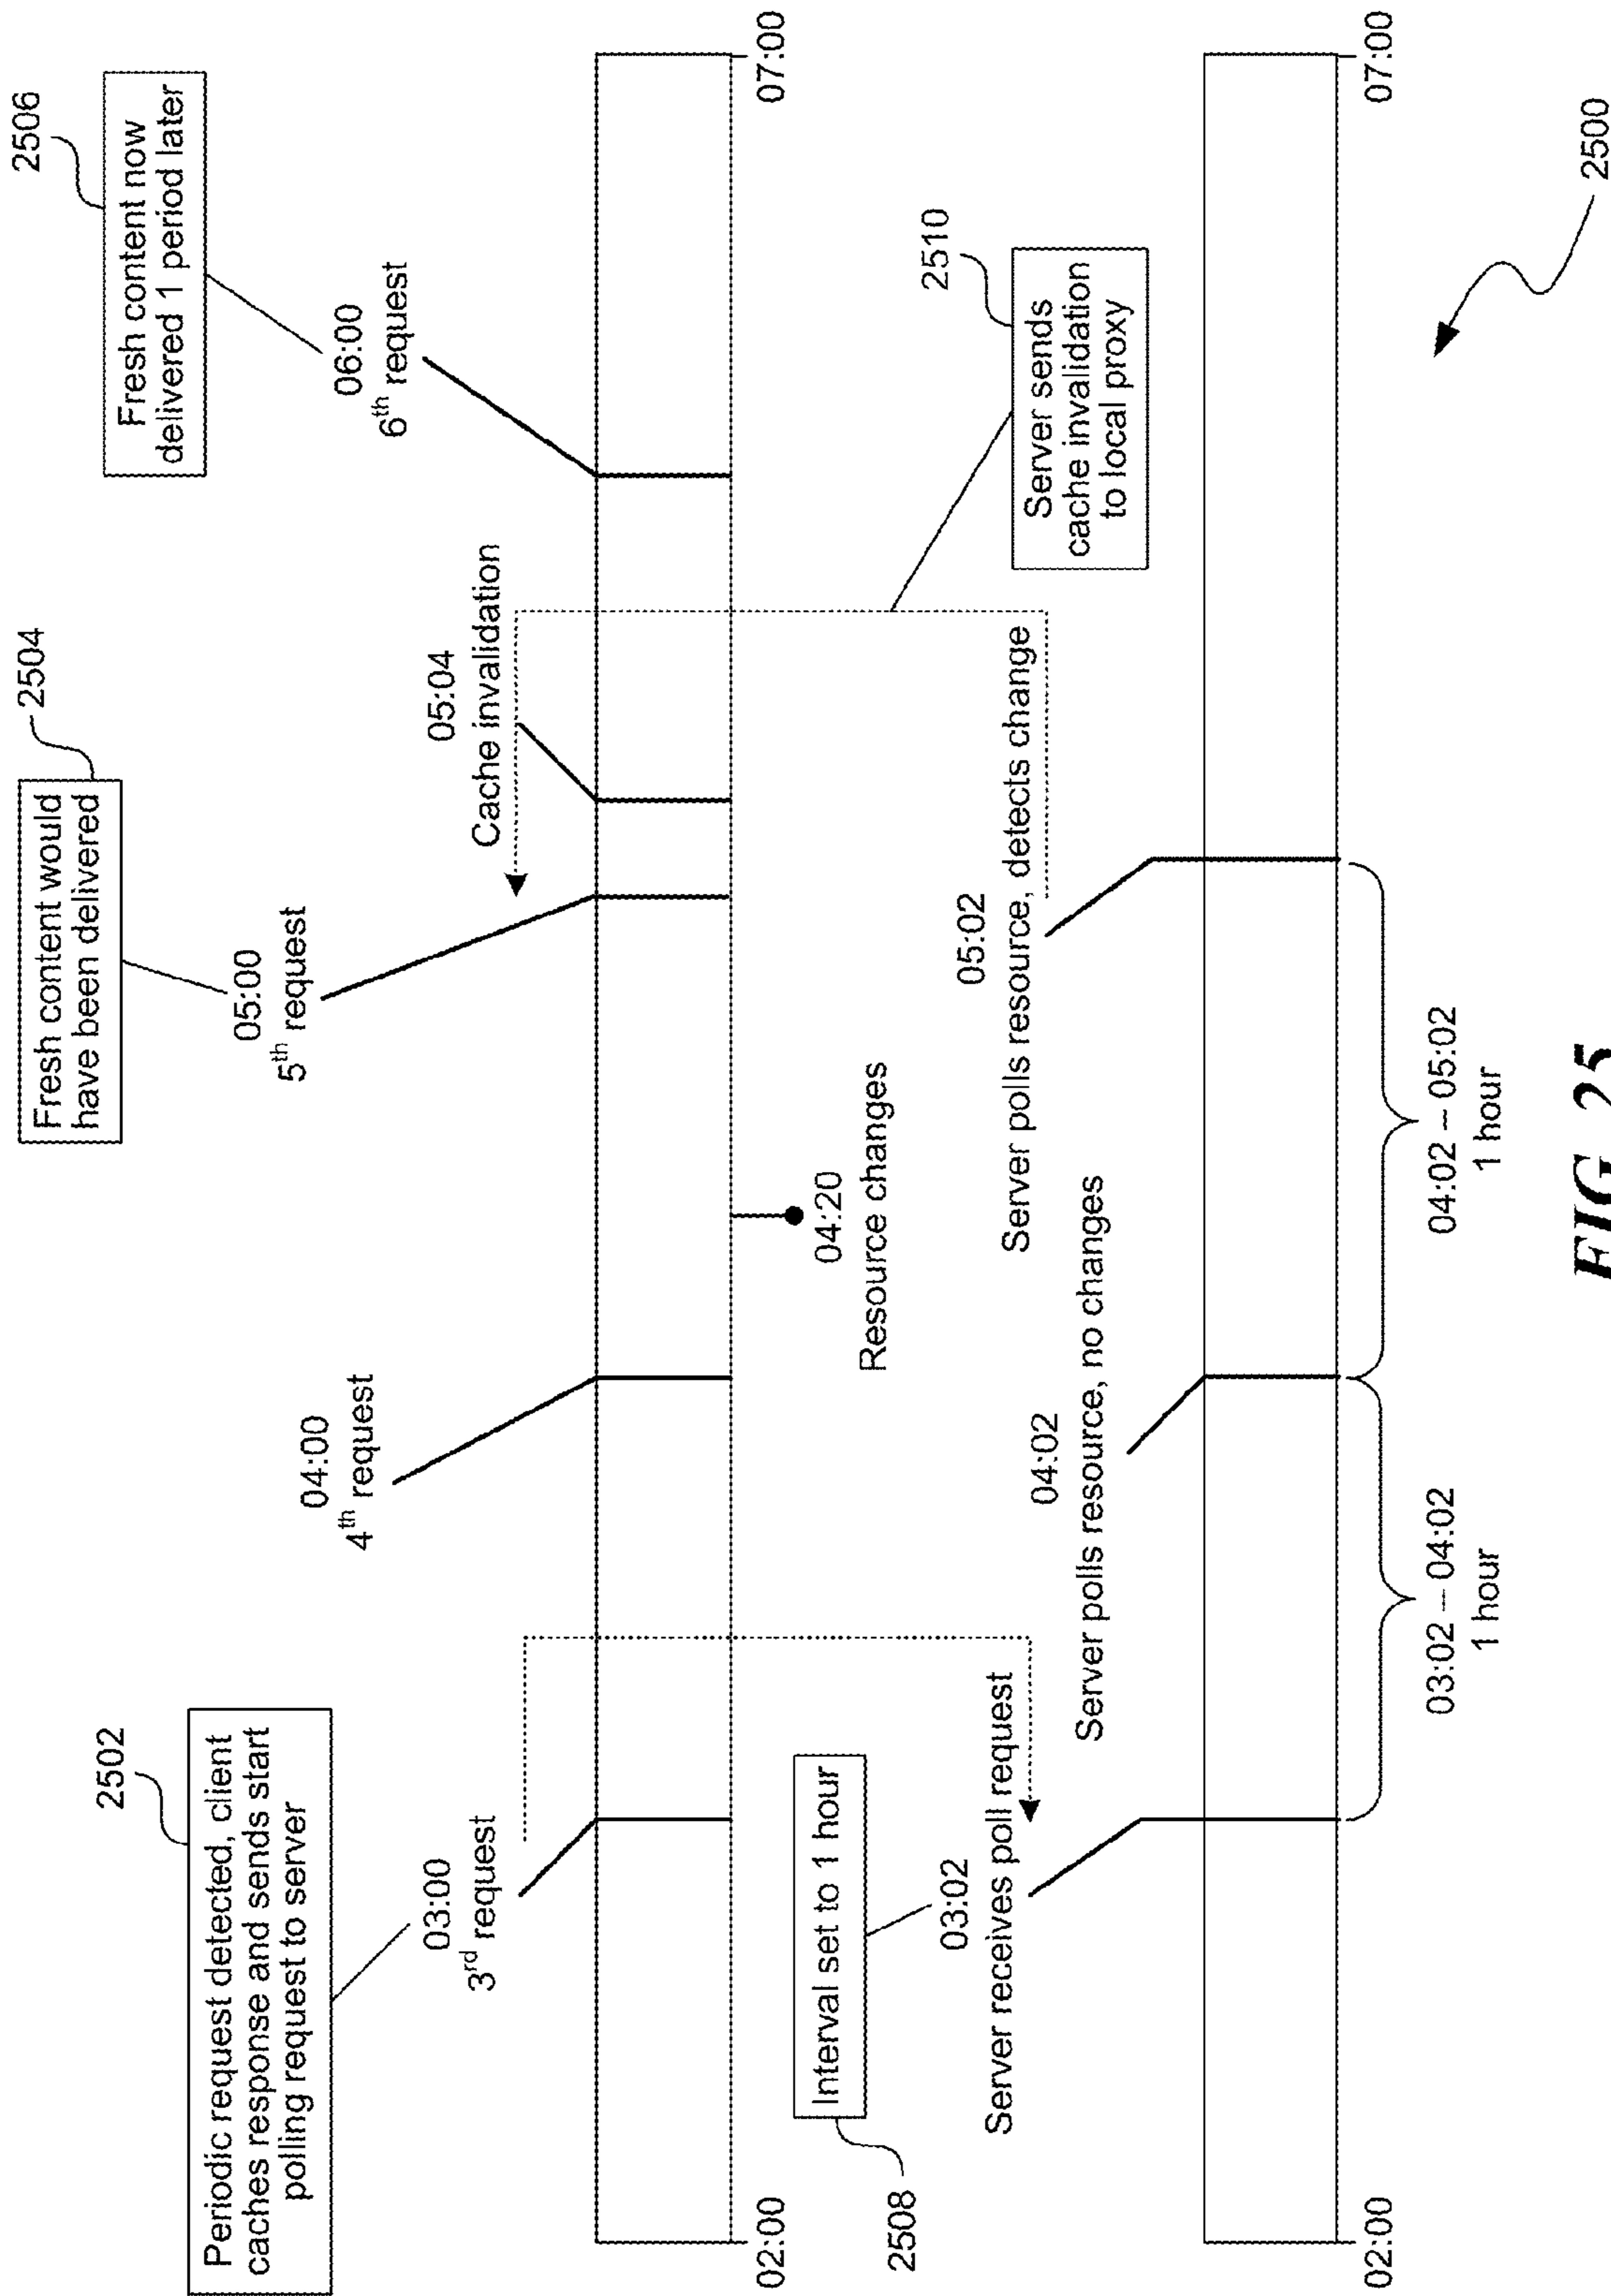 2502
Periodic request detected, client
caches response and sends start
polling request to server
2504
Fresh content would
have been delivered
2506
Fresh content now
delivered 1 period later
03:00
3rd request
04:00
4th request
05:00
5th request
05:04
Cache invalidation
06:00
6th request
02:00
07:00
04:20
Resource changes
2508
Interval set to 1 hour
2510
Server sends
cache invalidation
to local proxy
03:02
Server receives poll request
04:02
Server polls resource, no changes
05:02
Server polls resource, detects change
02:00
07:00
03:02 – 04:02
1 hour
04:02 – 05:02
1 hour
2500
FIG. 25